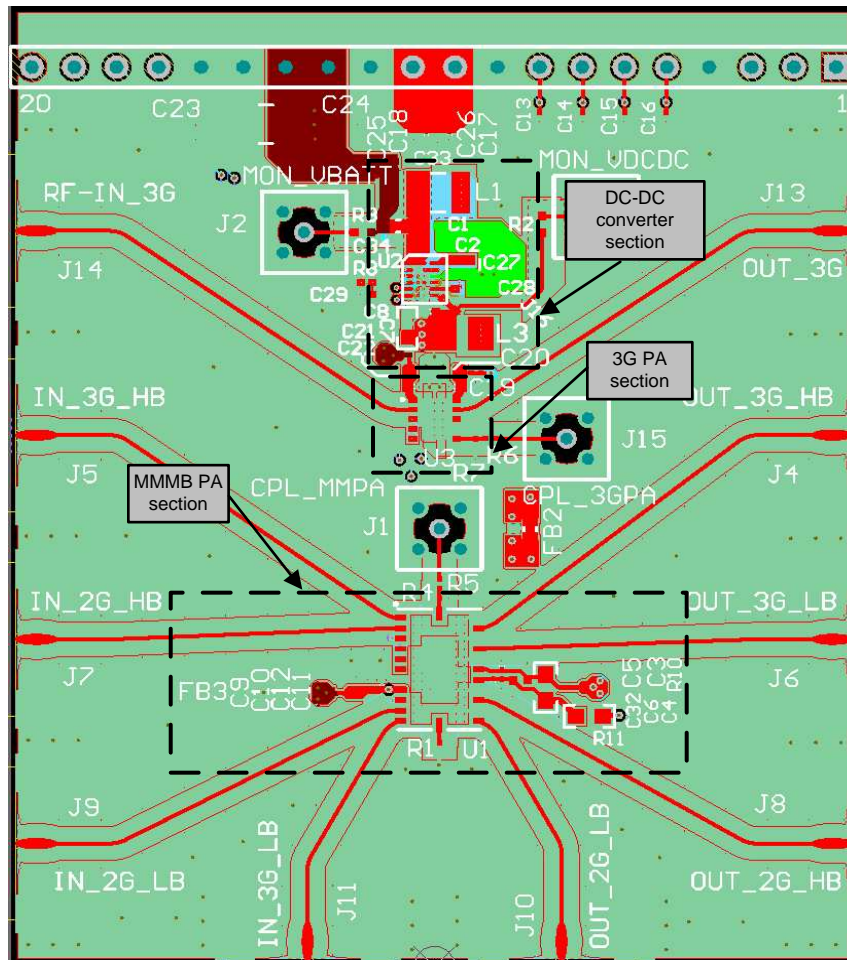 20
C23
C24
C25
C18
C26
C17
C13
C14
C15
C16
1
MON_VBATT
C33
MON_VDCDC
RF-IN_3G
J2
R3
L1
R2
DC-DC
converter
section
J13
J14
C34
C1
C2
U2
C27
OUT_3G
C29
C28
C8
C21
L3
C20
3G PA
section
IN_3G_HB
C19
OUT_3G_HB
J5
U3
R7
R6
J15
J4
MMMB PA
section
CPL_MMPA
CPL_3GPA
J1
FB2
IN_2G_HB
R4
R5
OUT_3G_LB
J7
J6
FB3
C9
C10
C12
C11
C5
C3
R10
C32
C6
C4
R1
U1
R11
J9
J8
IN_2G_LB
IN_3G_LB
J11
J10
OUT_2G_LB
OUT_2G_HB